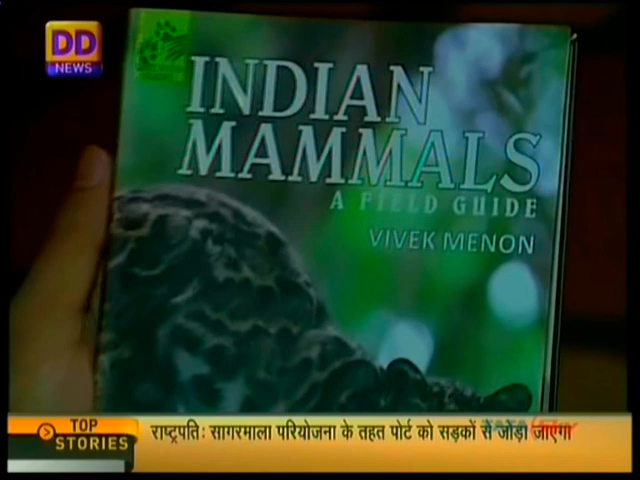 DD
NEWS
INDIAN
MAMMALS
A FIELD GUIDE
VIVEK MENON
TOP
STORIES
राष्ट्रपति: सागरमाला परियोजना के तहत पोर्ट को सड़कों से जोड़ा जाएगा